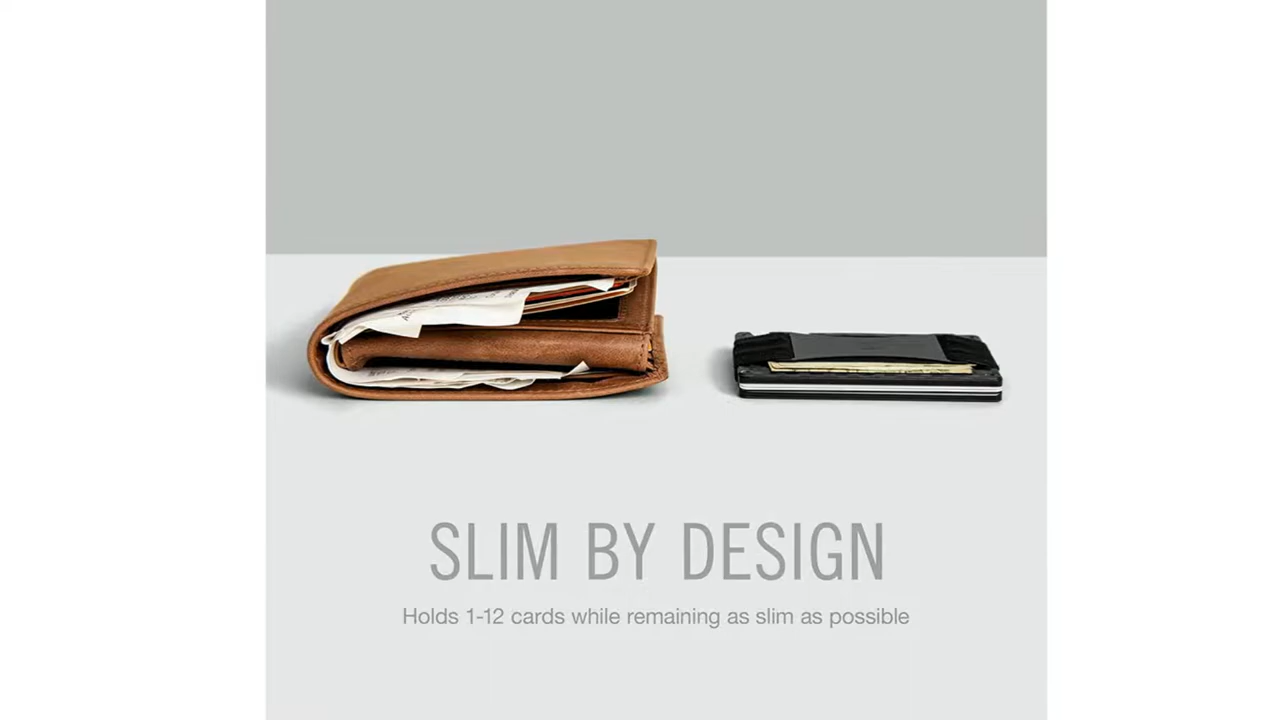 SLIM BY DESIGN
Holds 1-12 cards while remaining as slim as possible